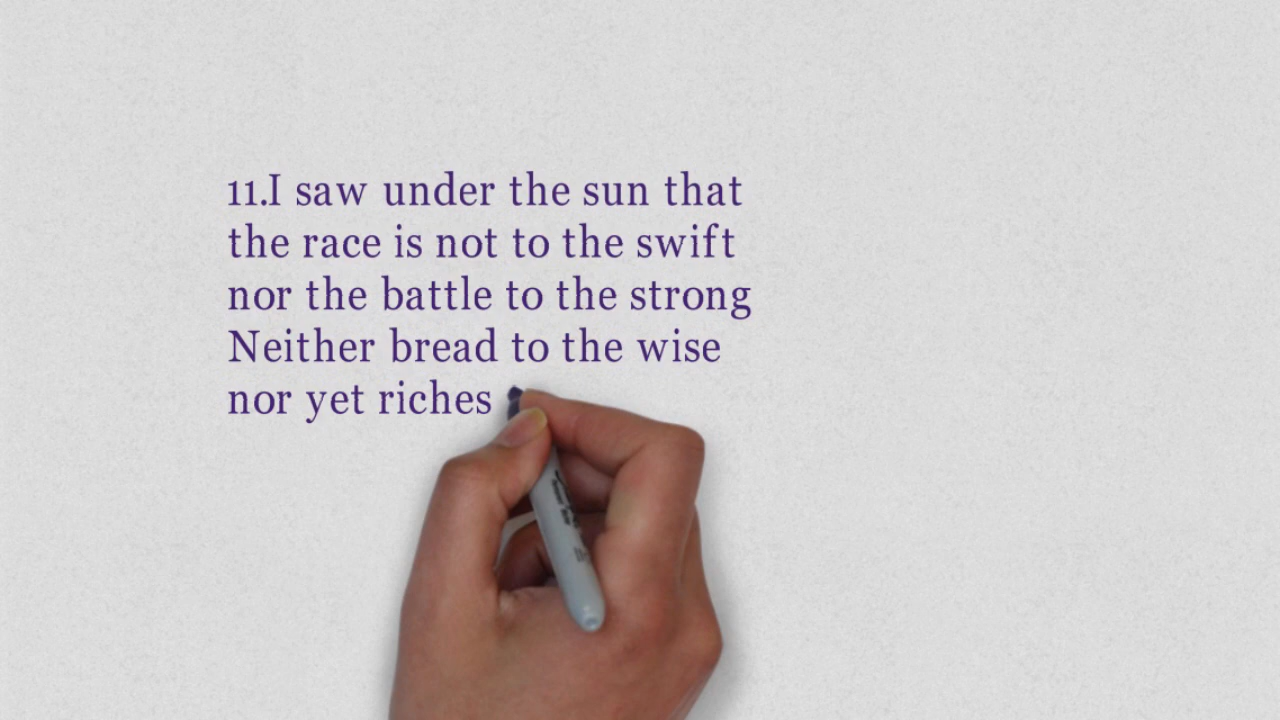 11.I saw under the sun that
the race is not to the swift
nor the battle to the strong
Neither bread to the wise
nor yet riches